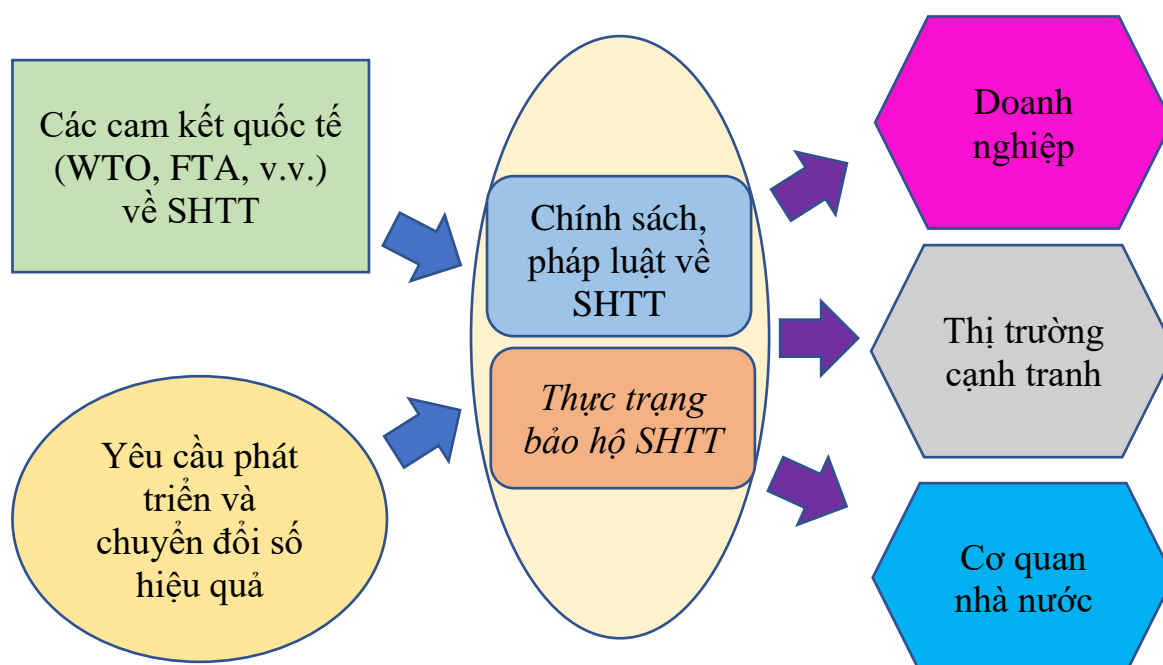 Các cam kết quốc tế
(WTO, FTA, v.v.)
về SHTT
Yêu cầu phát
triển và
chuyển đổi số
hiệu quả
Chính sách,
pháp luật về
SHTT
Thực trạng
bảo hộ SHTT
Doanh
nghiệp
Thị trường
cạnh tranh
Cơ quan
nhà nước